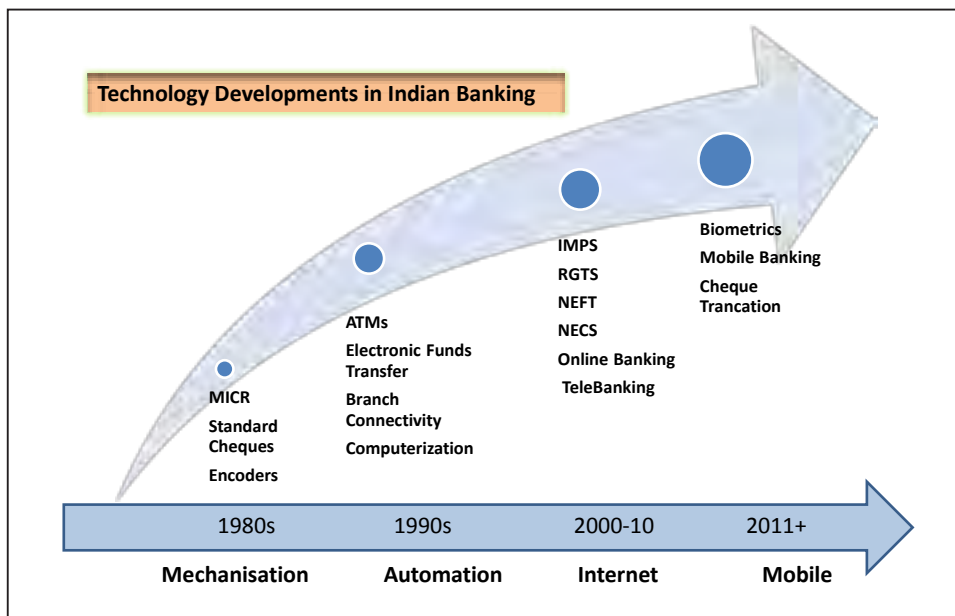 Technology Developments in Indian Banking
MICR
Standard
Cheques
Encoders
ATMs
Electronic Funds
Transfer
Branch
Connectivity
Computerization
IMPS
RGTS
NEFT
NECS
Online Banking
TeleBanking
Biometrics
Mobile Banking
Cheque
Trancation
1980s
1990s
2000-10
2011+
Mechanisation
Automation
Internet
Mobile